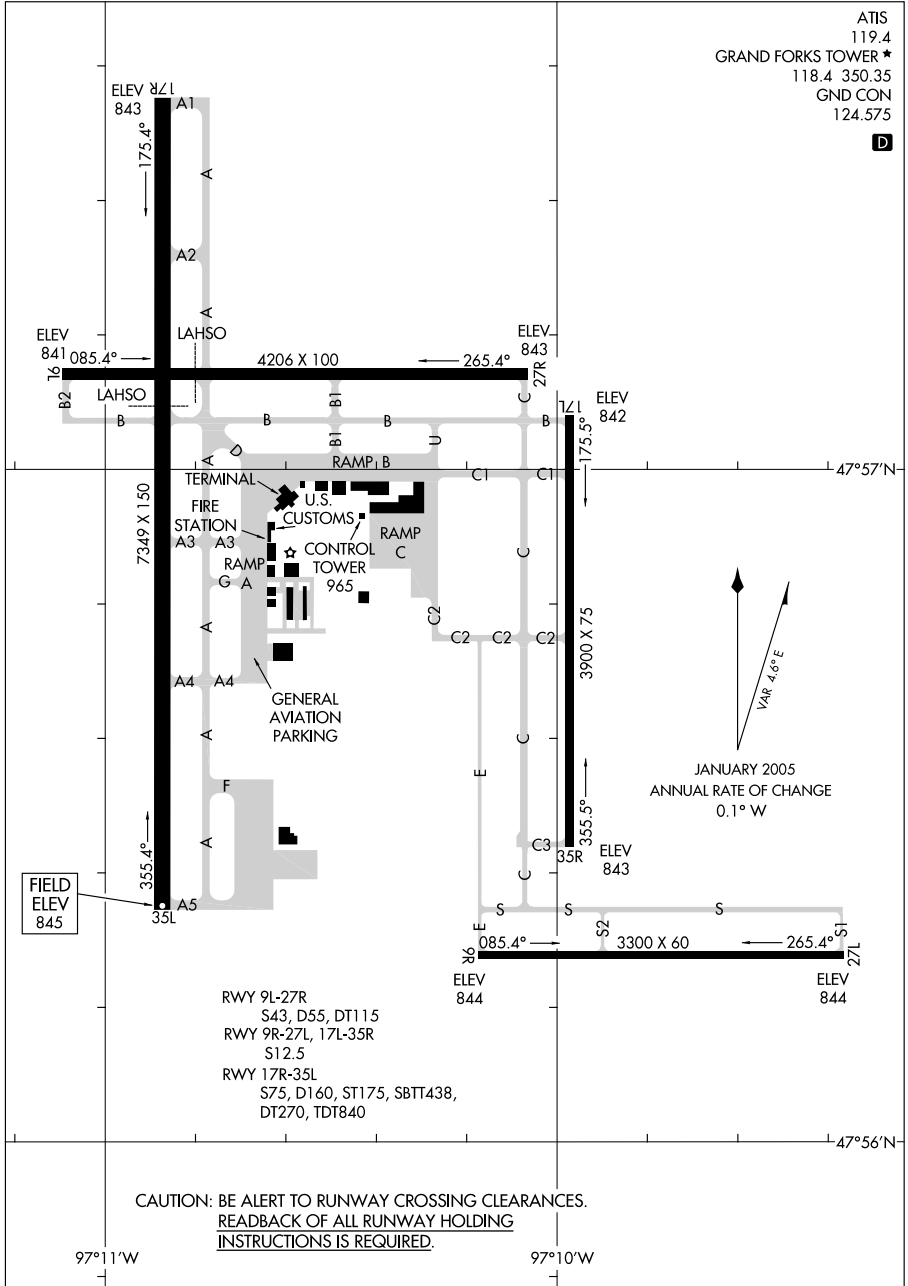 ATIS
119.4
GRAND FORKS TOWER ★
118.4 350.35
GND CON
124.575
D
ELEV
843
17R
A1
175.4°
A
A2
A
LAHSO
ELEV
841
085.4°
4206 X 100
265.4°
ELEV
843
9L
27R
LAHSO
B2
B
B
B1
B
C
B
17L
ELEV
842
A
D
B1
U
175.5°
RAMP B
C1
C1
47°57'N
TERMINAL
U.S.
CUSTOMS
FIRE
STATION
7349 X 150
A3
A3
RAMP
A
G
CONTROL
TOWER
965
RAMP
C
C
C2
A
C2
C2
C2
3900 X 75
A4
A4
GENERAL
AVIATION
PARKING
A
C
E
VAR 4.6° E
JANUARY 2005
ANNUAL RATE OF CHANGE
0.1° W
F
355.4°
A
355.5°
C3
35R
ELEV
843
C
FIELD
ELEV
845
A5
35L
S
S
S
E
S2
S1
9R
085.4°
3300 X 60
265.4°
27L
ELEV
844
ELEV
844
RWY 9L-27R
S43, D55, DT115
RWY 9R-27L, 17L-35R
S12.5
RWY 17R-35L
S75, D160, ST175, SBTT438,
DT270, TDT840
47°56'N
CAUTION: BE ALERT TO RUNWAY CROSSING CLEARANCES.
READBACK OF ALL RUNWAY HOLDING
INSTRUCTIONS IS REQUIRED.
97°11'W
97°10'W